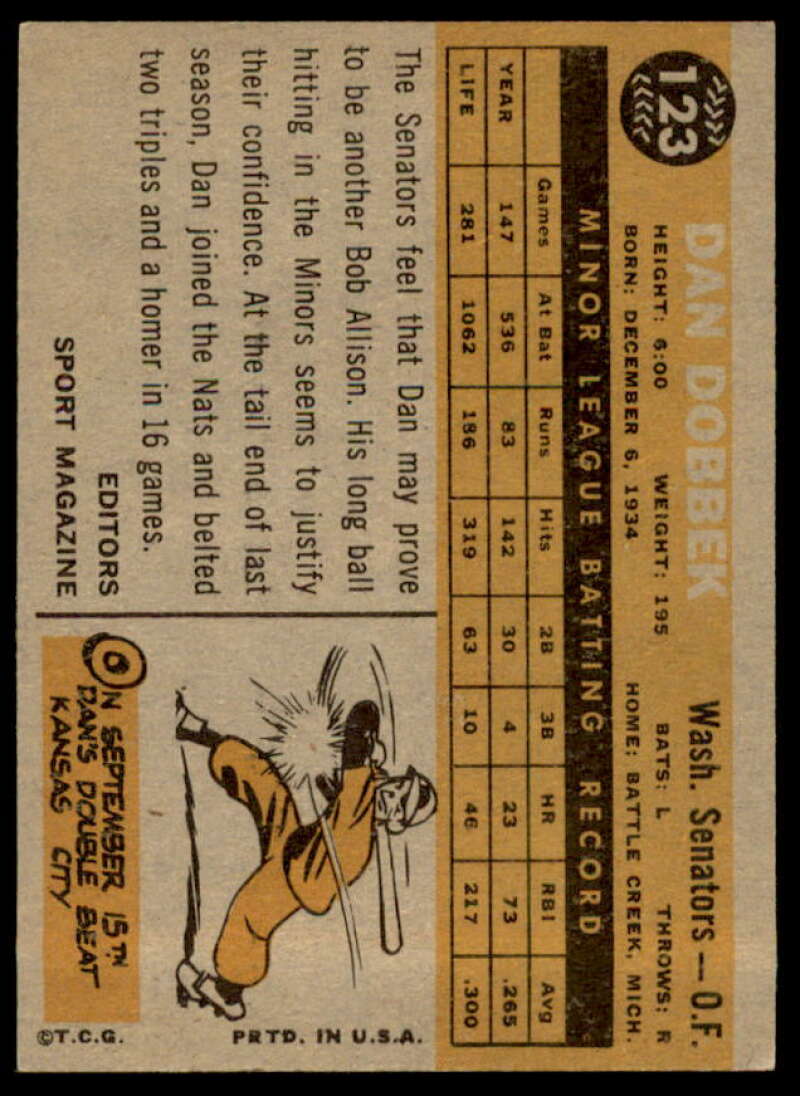 123
DAN DOBBEK
Wash. Senators — O.F.
HEIGHT: 6:00 WEIGHT: 195 BATS: L THROWS: R
BORN: DECEMBER 6, 1934 HOME: BATTLE CREEK, MICH.
MINOR LEAGUE BATTING RECORD
Games At Bat Runs Hits 2B 3B HR RBI Avg
YEAR 147 536 83 142 30 4 23 73 .265
LIFE 281 1062 186 319 63 10 46 217 .300
The Senators feel that Dan may prove
to be another Bob Allison. His long ball
hitting in the Minors seems to justify
their confidence. At the tail end of last
season, Dan joined the Nats and belted
two triples and a homer in 16 games.
EDITORS
SPORT MAGAZINE
ON SEPTEMBER 15TH
DAN'S DOUBLE BEAT
KANSAS CITY
©T.C.G. PRTD. IN U.S.A.